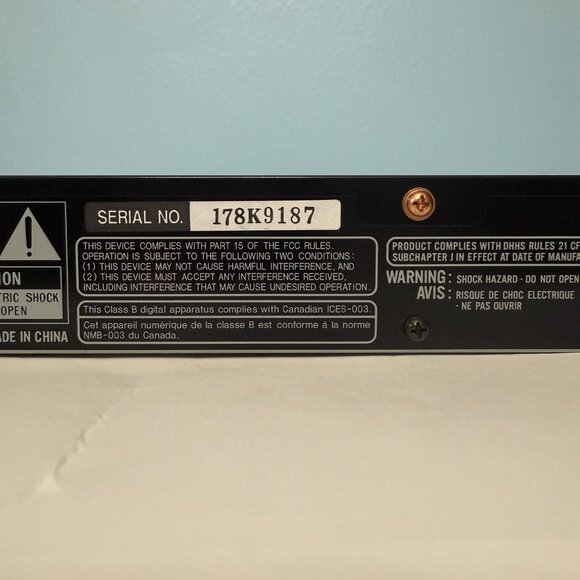 SERIAL NO. 178K9187
THIS DEVICE COMPLIES WITH PART 15 OF THE FCC RULES.
OPERATION IS SUBJECT TO THE FOLLOWING TWO CONDITIONS:
(1) THIS DEVICE MAY NOT CAUSE HARMFUL INTERFERENCE, AND
(2) THIS DEVICE MUST ACCEPT ANY INTERFERENCE RECEIVED,
INCLUDING INTERFERENCE THAT MAY CAUSE UNDESIRED OPERATION.
This Class B digital apparatus complies with Canadian ICES-003.
Cet appareil numérique de la classe B est conforme à la norme
NMB-003 du Canada.
ION
TRIC SHOCK
OPEN
MADE IN CHINA
PRODUCT COMPLIES WITH DHHS RULES 21 CF
SUBCHAPTER J IN EFFECT AT DATE OF MANUFA
WARNING: SHOCK HAZARD - DO NOT OPEN
AVIS: RISQUE DE CHOC ELECTRIQUE
- NE PAS OUVRIR